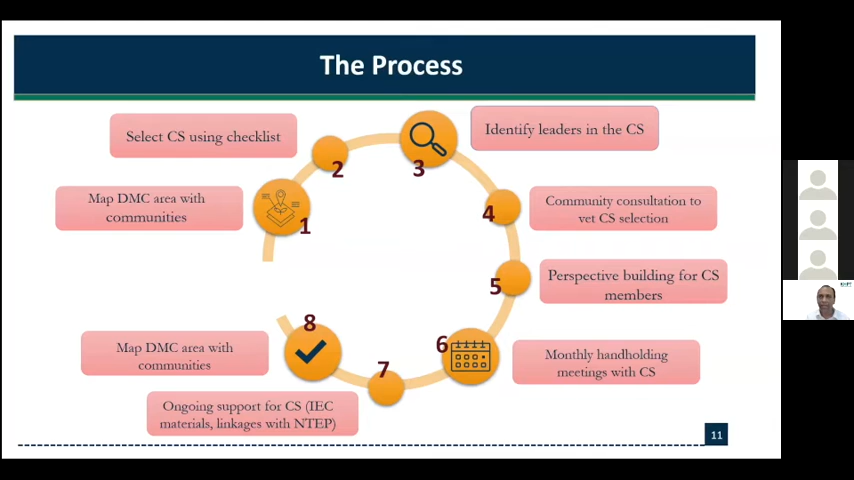 The Process
Map DMC area with
communities
1
Select CS using checklist
2
Identify leaders in the CS
3
Community consultation to
vet CS selection
4
Perspective building for CS
members
5
Monthly handholding
meetings with CS
6
Ongoing support for CS (IEC
materials, linkages with NTEP)
7
Map DMC area with
communities
8
11